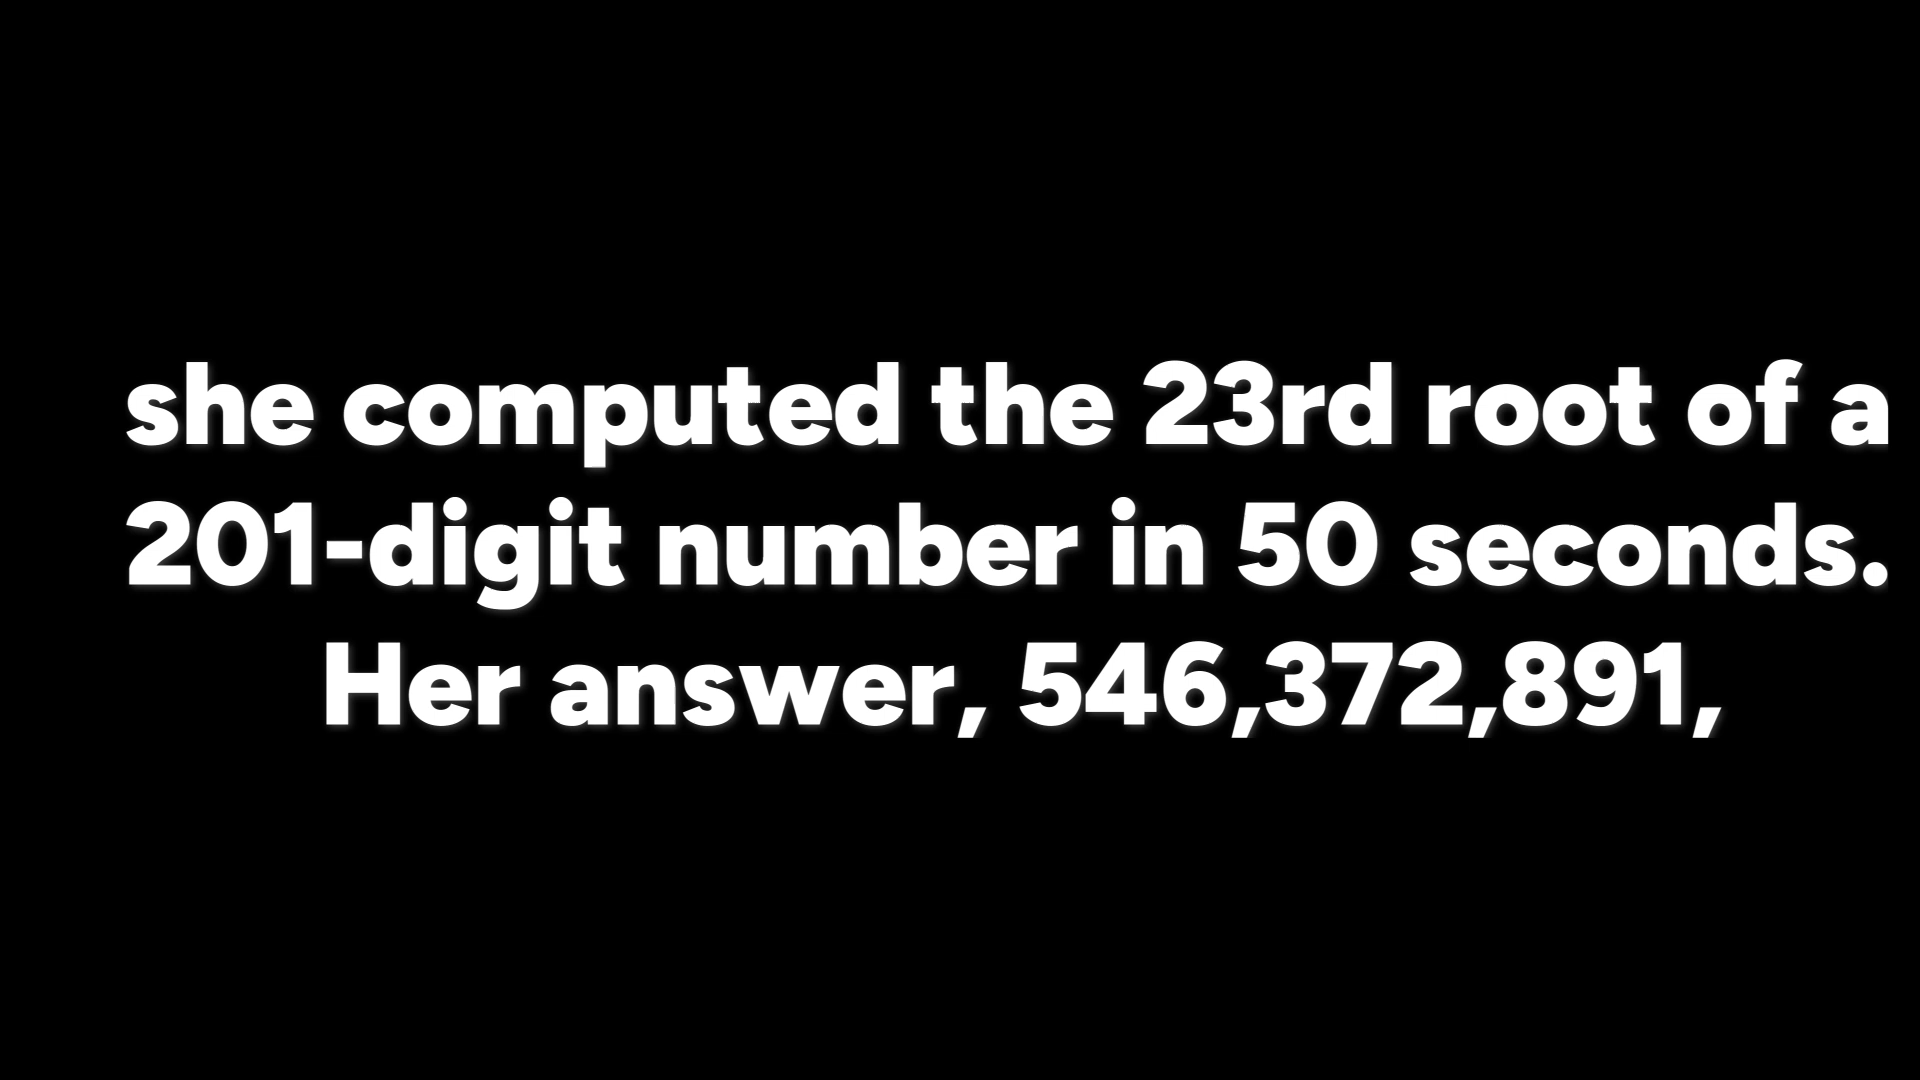 she computed the 23rd root of a
201-digit number in 50 seconds.
Her answer, 546,372,891,